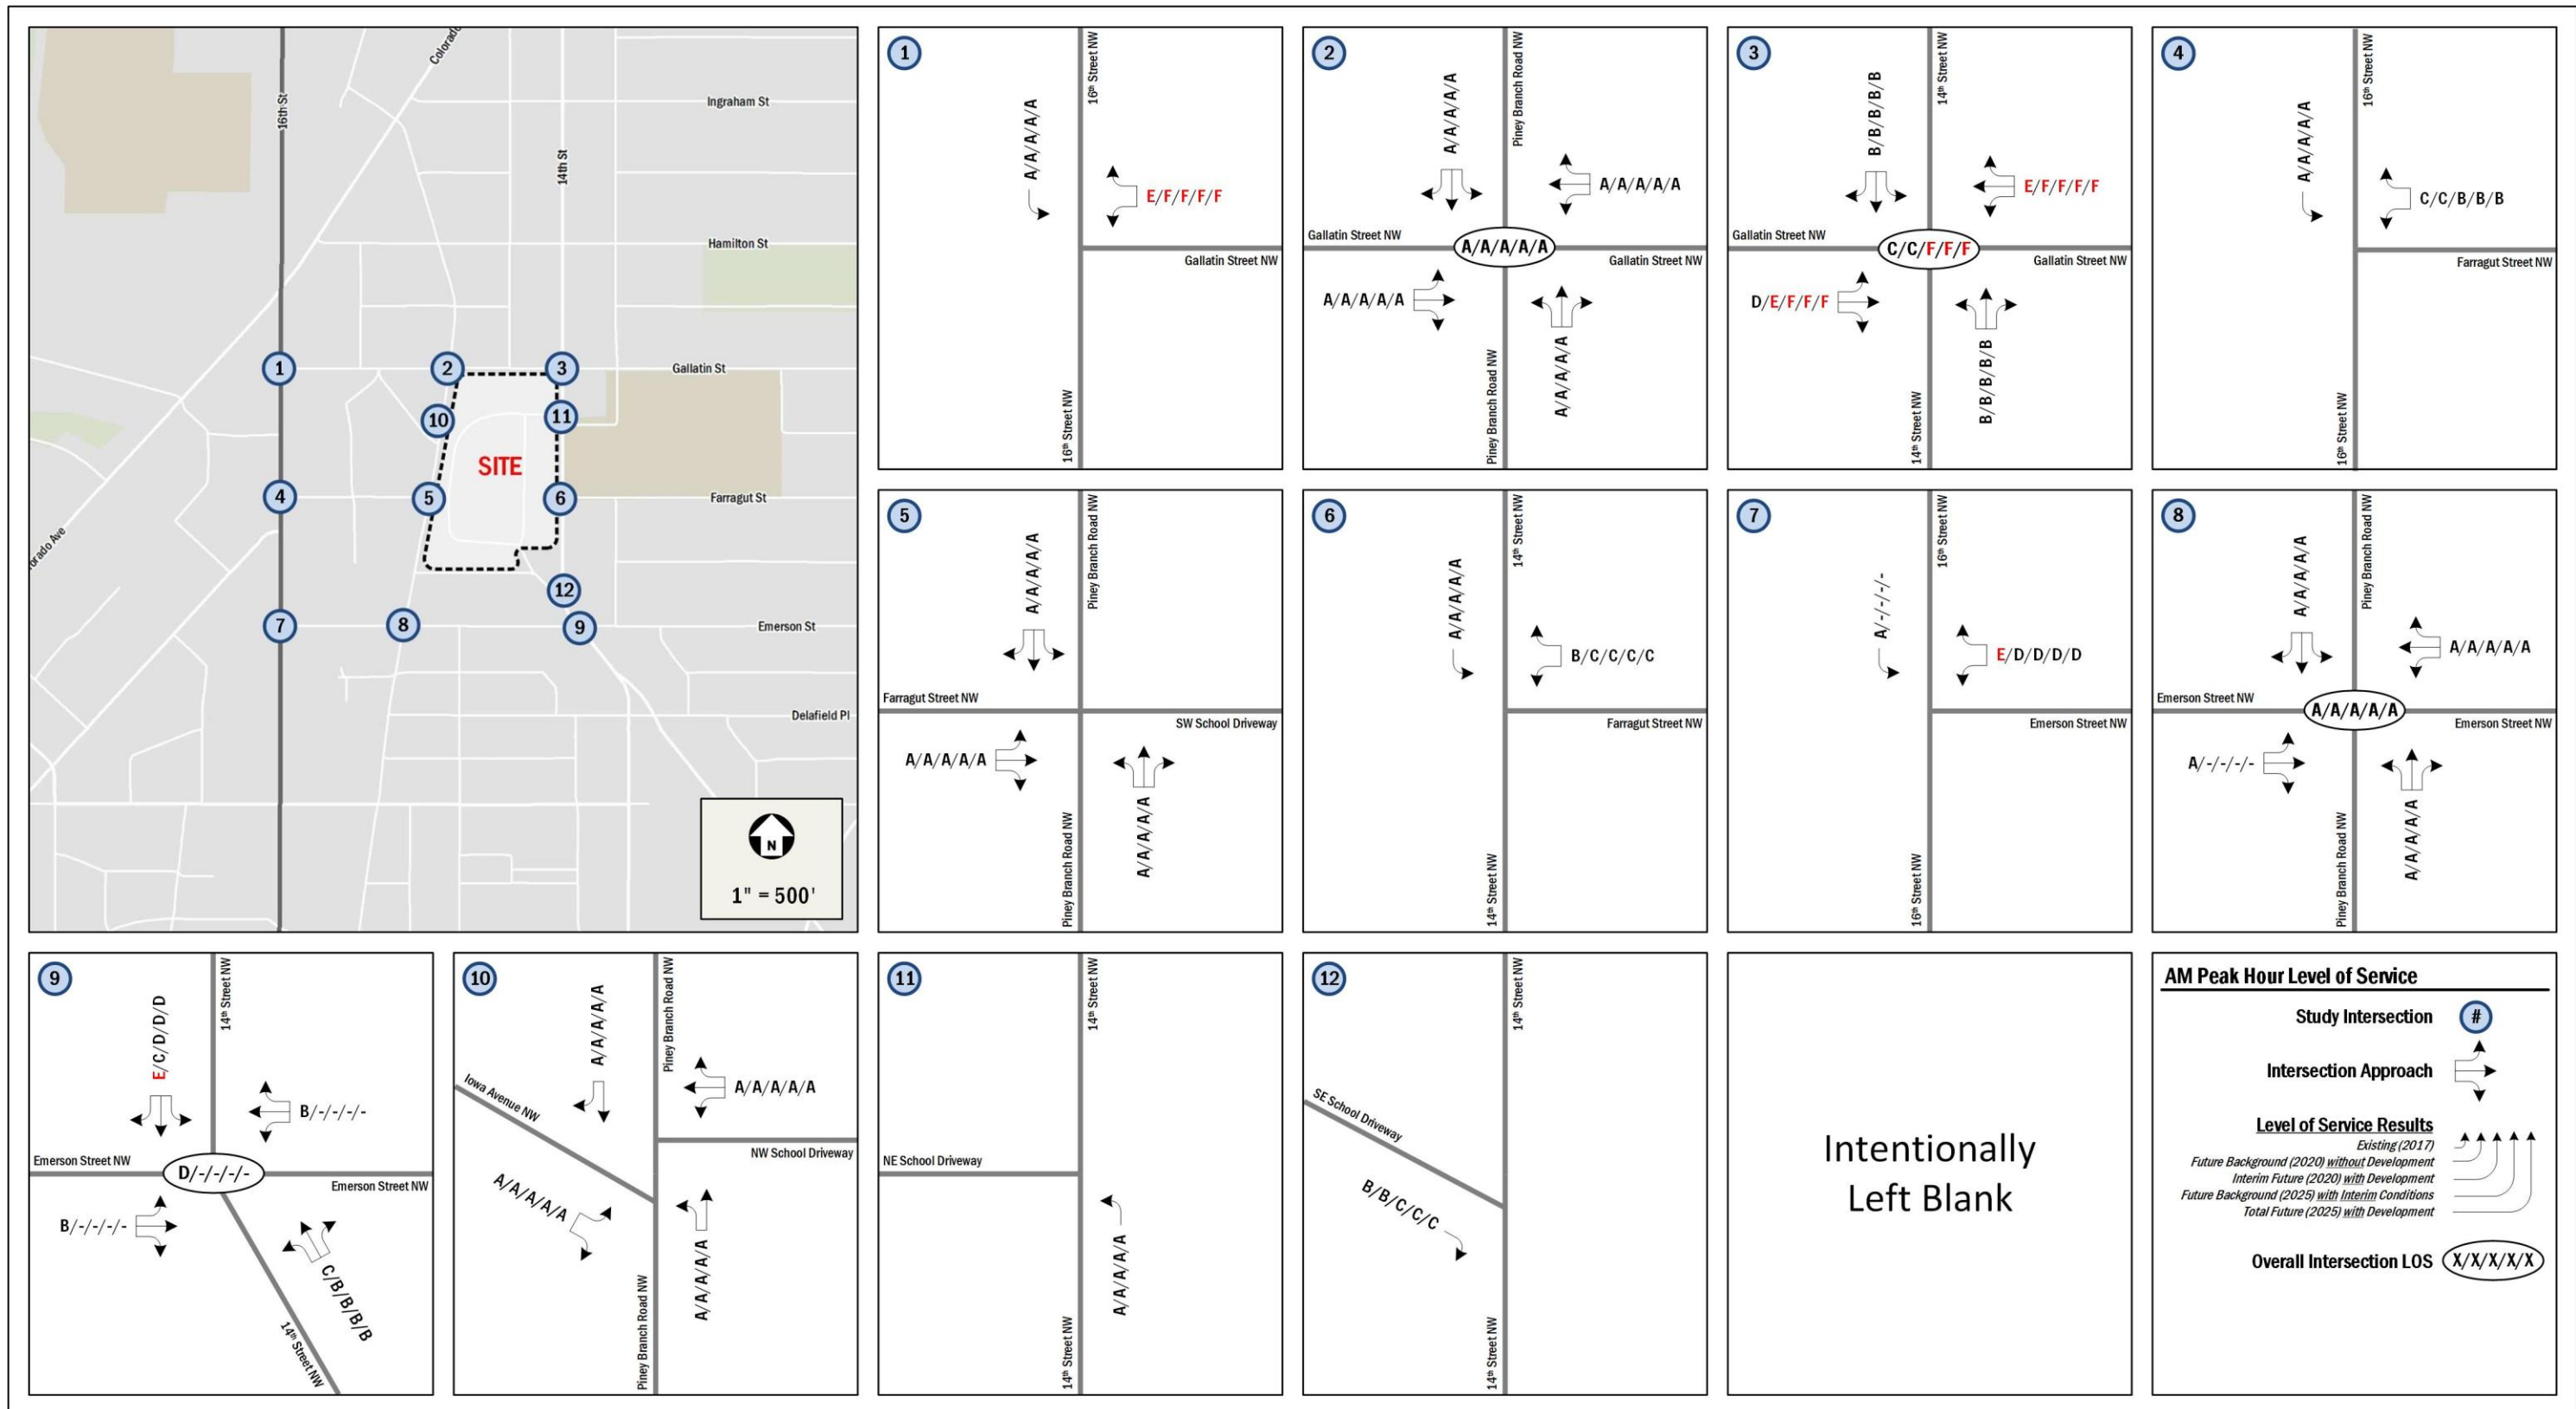 Colorado
16th St
14th St
Ingraham St
Hamilton St
1
2
3
Gallatin St
10
11
SITE
4
5
6
Farragut St
orado Ave
12
7
8
9
Emerson St
Delafield Pl
N
1" = 500'
1
16th Street NW
A/A/A/A/A
E/F/F/F/F
Gallatin Street NW
16th Street NW
2
Piney Branch Road NW
A/A/A/A/A
A/A/A/A/A
Gallatin Street NW
A/A/A/A/A
Gallatin Street NW
A/A/A/A/A
A/A/A/A/A
Piney Branch Road NW
3
14th Street NW
B/B/B/B/B
E/F/F/F/F
Gallatin Street NW
C/C/F/F/F
Gallatin Street NW
D/E/F/F/F
B/B/B/B/B
14th Street NW
4
16th Street NW
A/A/A/A/A
C/C/B/B/B
Farragut Street NW
16th Street NW
5
Piney Branch Road NW
A/A/A/A/A
Farragut Street NW
SW School Driveway
A/A/A/A/A
A/A/A/A/A
Piney Branch Road NW
6
14th Street NW
A/A/A/A/A
B/C/C/C/C
Farragut Street NW
14th Street NW
7
16th Street NW
A/-/-/-/-
E/D/D/D/D
Emerson Street NW
16th Street NW
8
Piney Branch Road NW
A/A/A/A/A
A/A/A/A/A
Emerson Street NW
A/A/A/A/A
Emerson Street NW
A/-/-/-/-
A/A/A/A/A
Piney Branch Road NW
9
14th Street NW
E/C/D/D/D
B/-/-/-/-
Emerson Street NW
D/-/-/-/-
Emerson Street NW
B/-/-/-/-
C/B/B/B/B
14th Street NW
10
Piney Branch Road NW
A/A/A/A/A
Iowa Avenue NW
A/A/A/A/A
NW School Driveway
A/A/A/A/A
A/A/A/A/A
Piney Branch Road NW
11
14th Street NW
NE School Driveway
A/A/A/A/A
14th Street NW
12
14th Street NW
SE School Driveway
B/B/C/C/C
14th Street NW
Intentionally
Left Blank
AM Peak Hour Level of Service
Study Intersection #
Intersection Approach
Level of Service Results
Existing (2017)
Future Background (2020) without Development
Interim Future (2020) with Development
Future Background (2025) with Interim Conditions
Total Future (2025) with Development
Overall Intersection LOS X/X/X/X/X